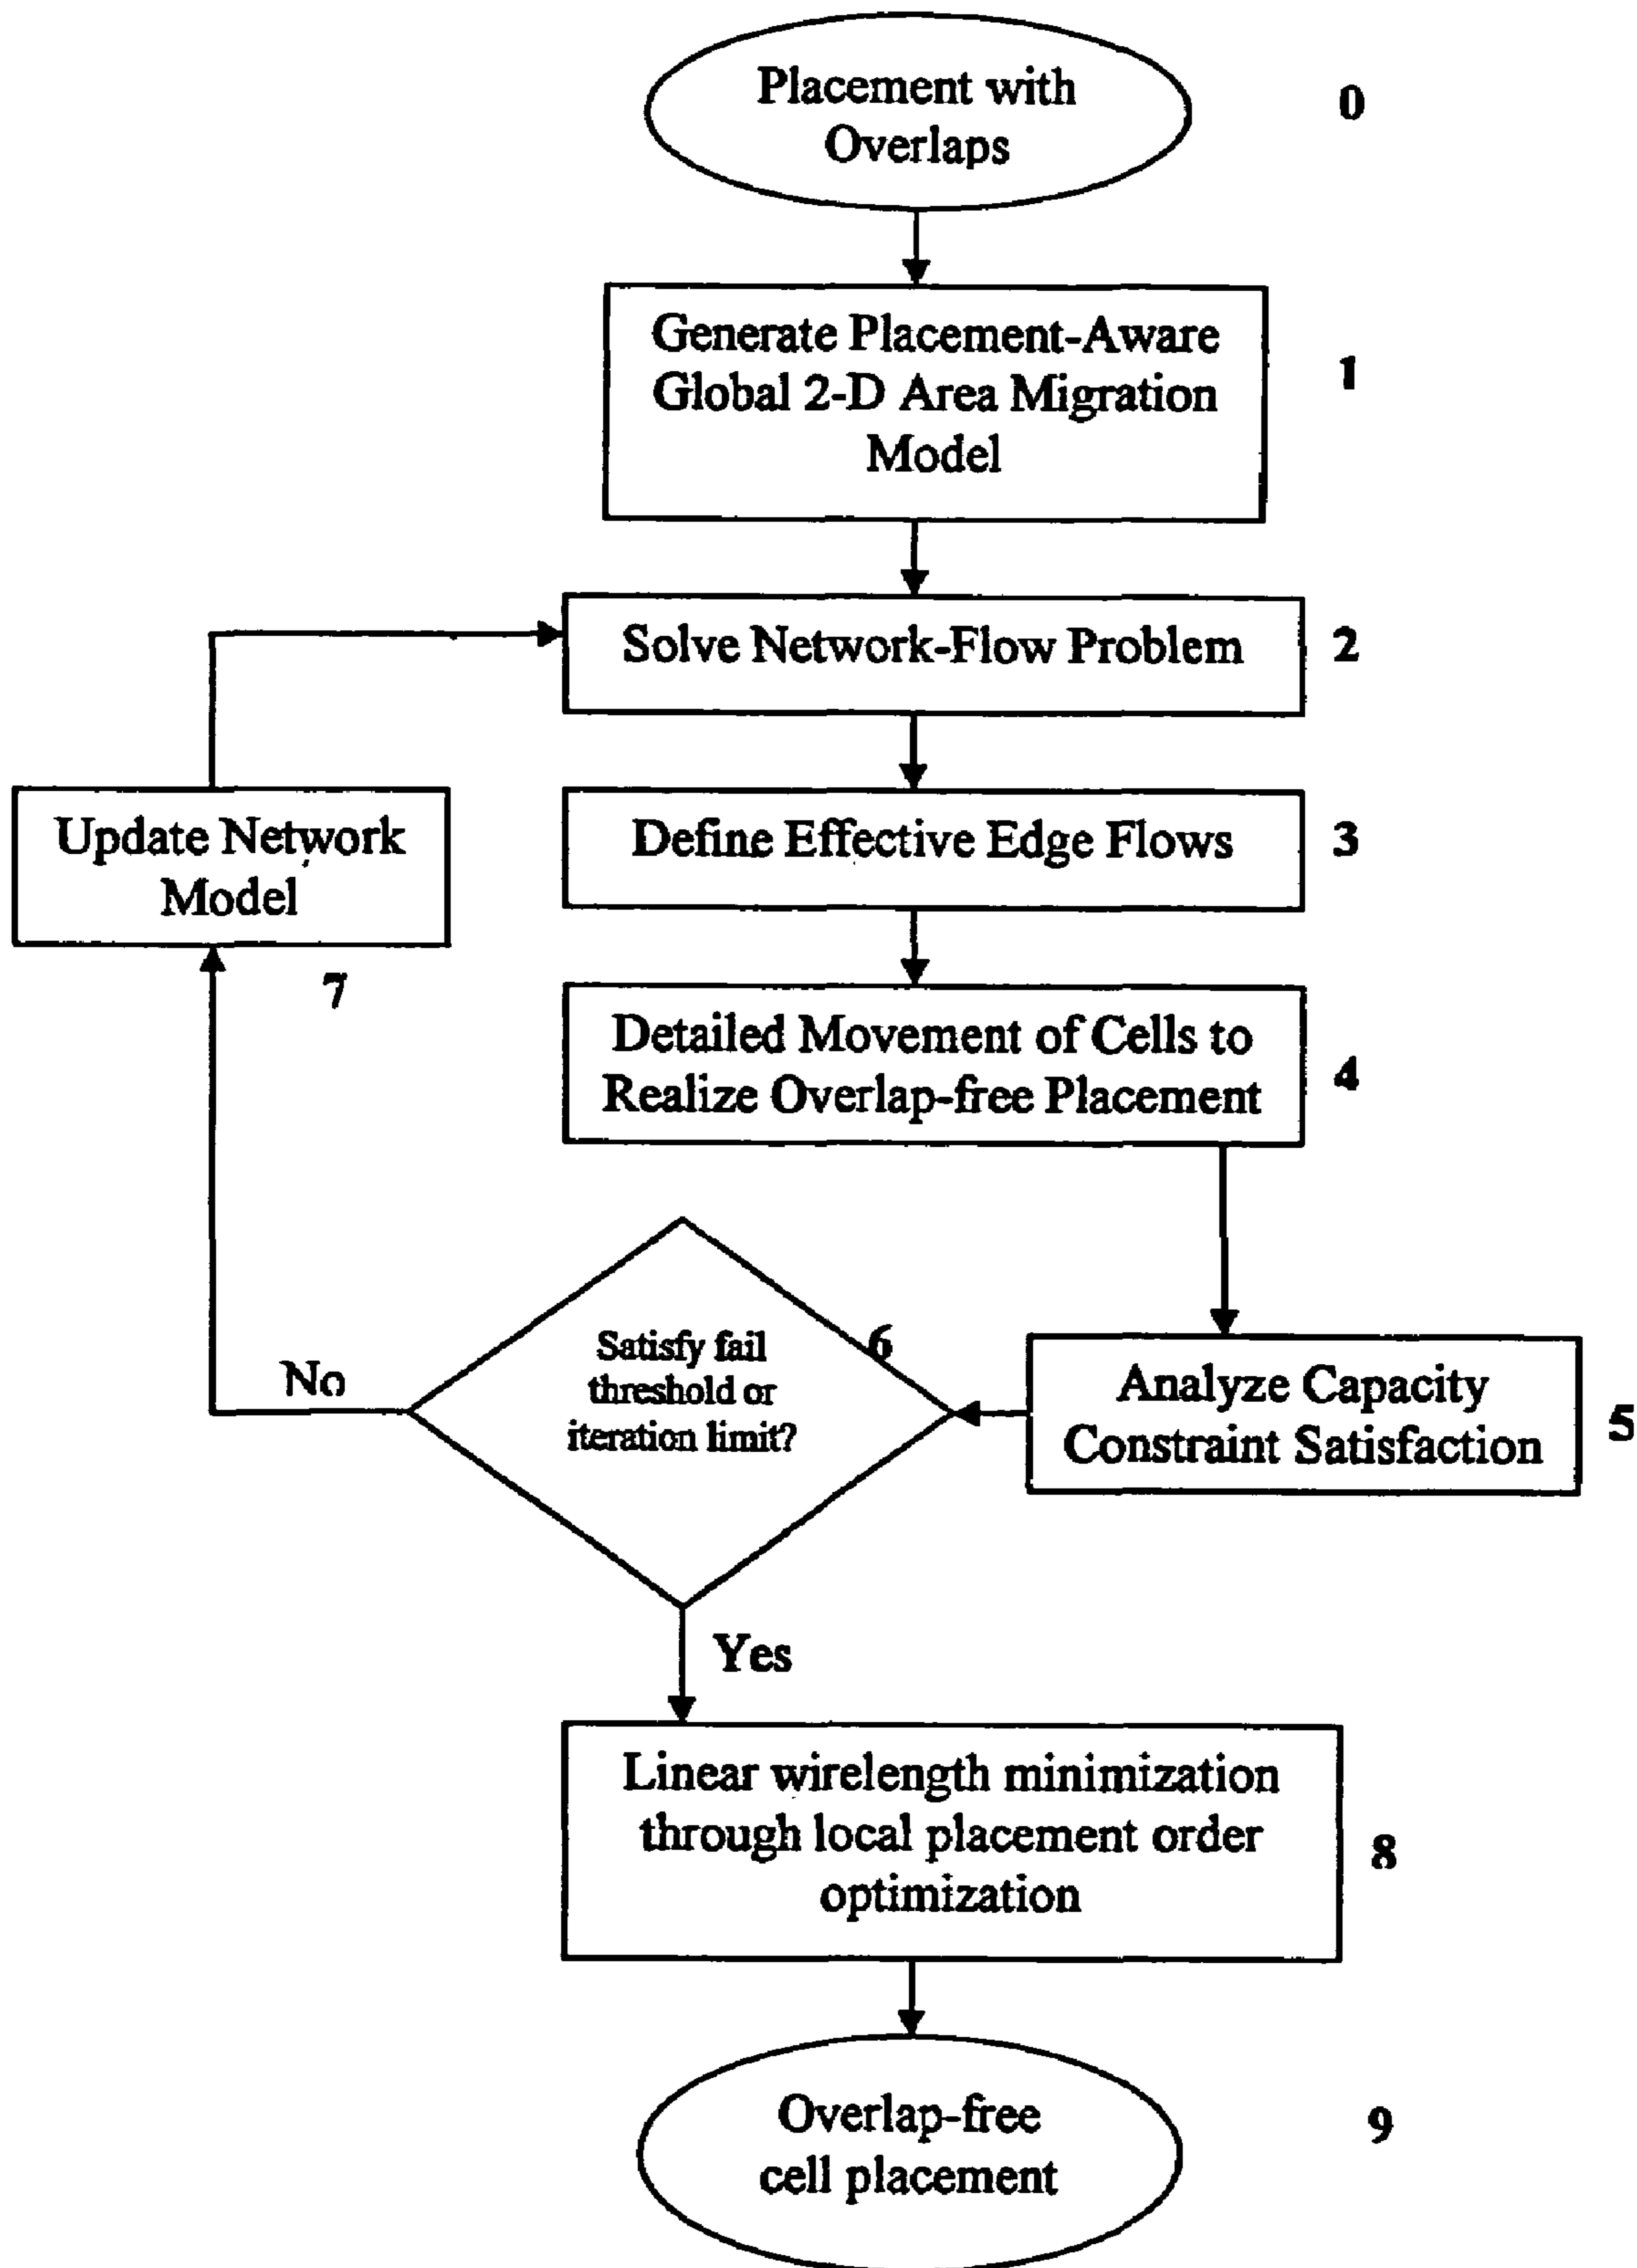 Placement with
Overlaps
0
Generate Placement-Aware
Global 2-D Area Migration
Model
1
Solve Network-Flow Problem
2
Update Network
Model
7
Define Effective Edge Flows
3
Detailed Movement of Cells to
Realize Overlap-free Placement
4
Satisfy fail
threshold or
iteration limit?
6
No
Analyze Capacity
Constraint Satisfaction
5
Yes
Linear wirelength minimization
through local placement order
optimization
8
Overlap-free
cell placement
9